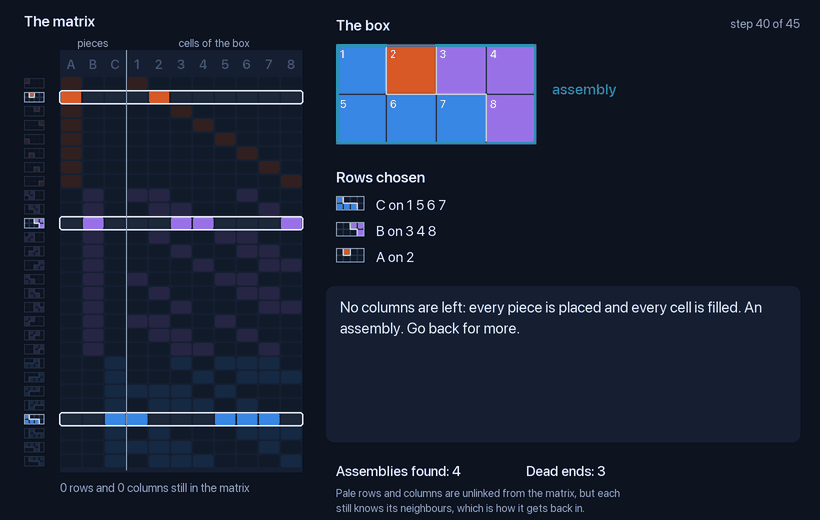 The matrix
pieces
cells of the box
A B C 1 2 3 4 5 6 7 8
0 rows and 0 columns still in the matrix
The box
step 40 of 45
1 2 3 4
5 6 7 8
assembly
Rows chosen
C on 1 5 6 7
B on 3 4 8
A on 2
No columns are left: every piece is placed and every cell is filled. An
assembly. Go back for more.
Assemblies found: 4
Dead ends: 3
Pale rows and columns are unlinked from the matrix, but each
still knows its neighbours, which is how it gets back in.